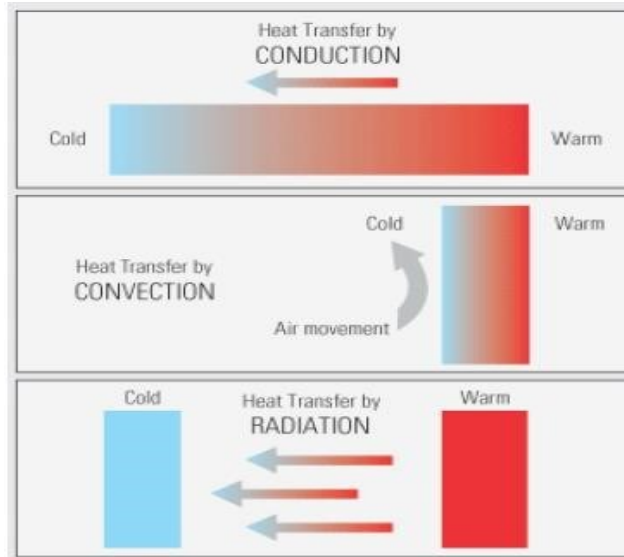 Heat Transfer by
CONDUCTION
Cold
Warm
Cold
Warm
Heat Transfer by
CONVECTION
Air movement
Cold
Heat Transfer by
Warm
RADIATION